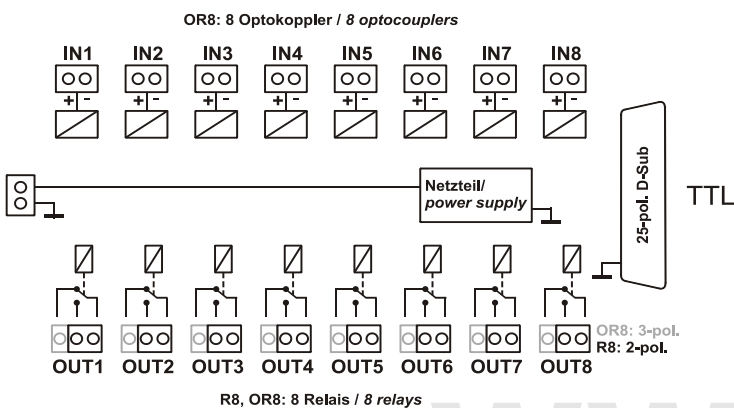 OR8: 8 Optokoppler / 8 optocouplers
IN1 IN2 IN3 IN4 IN5 IN6 IN7 IN8
+ - + - + - + - + - + - + - + -
Netzteil/
power supply
25-pol. D-Sub
TTL
OR8: 3-pol.
R8: 2-pol.
OUT1 OUT2 OUT3 OUT4 OUT5 OUT6 OUT7 OUT8
R8, OR8: 8 Relais / 8 relays